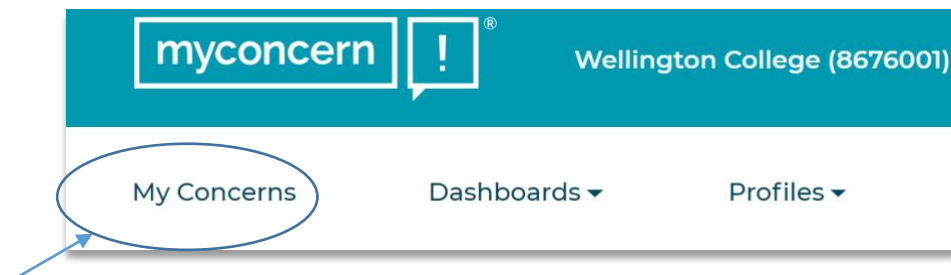 myconcern ! ® Wellington College (8676001)
My Concerns Dashboards Profiles